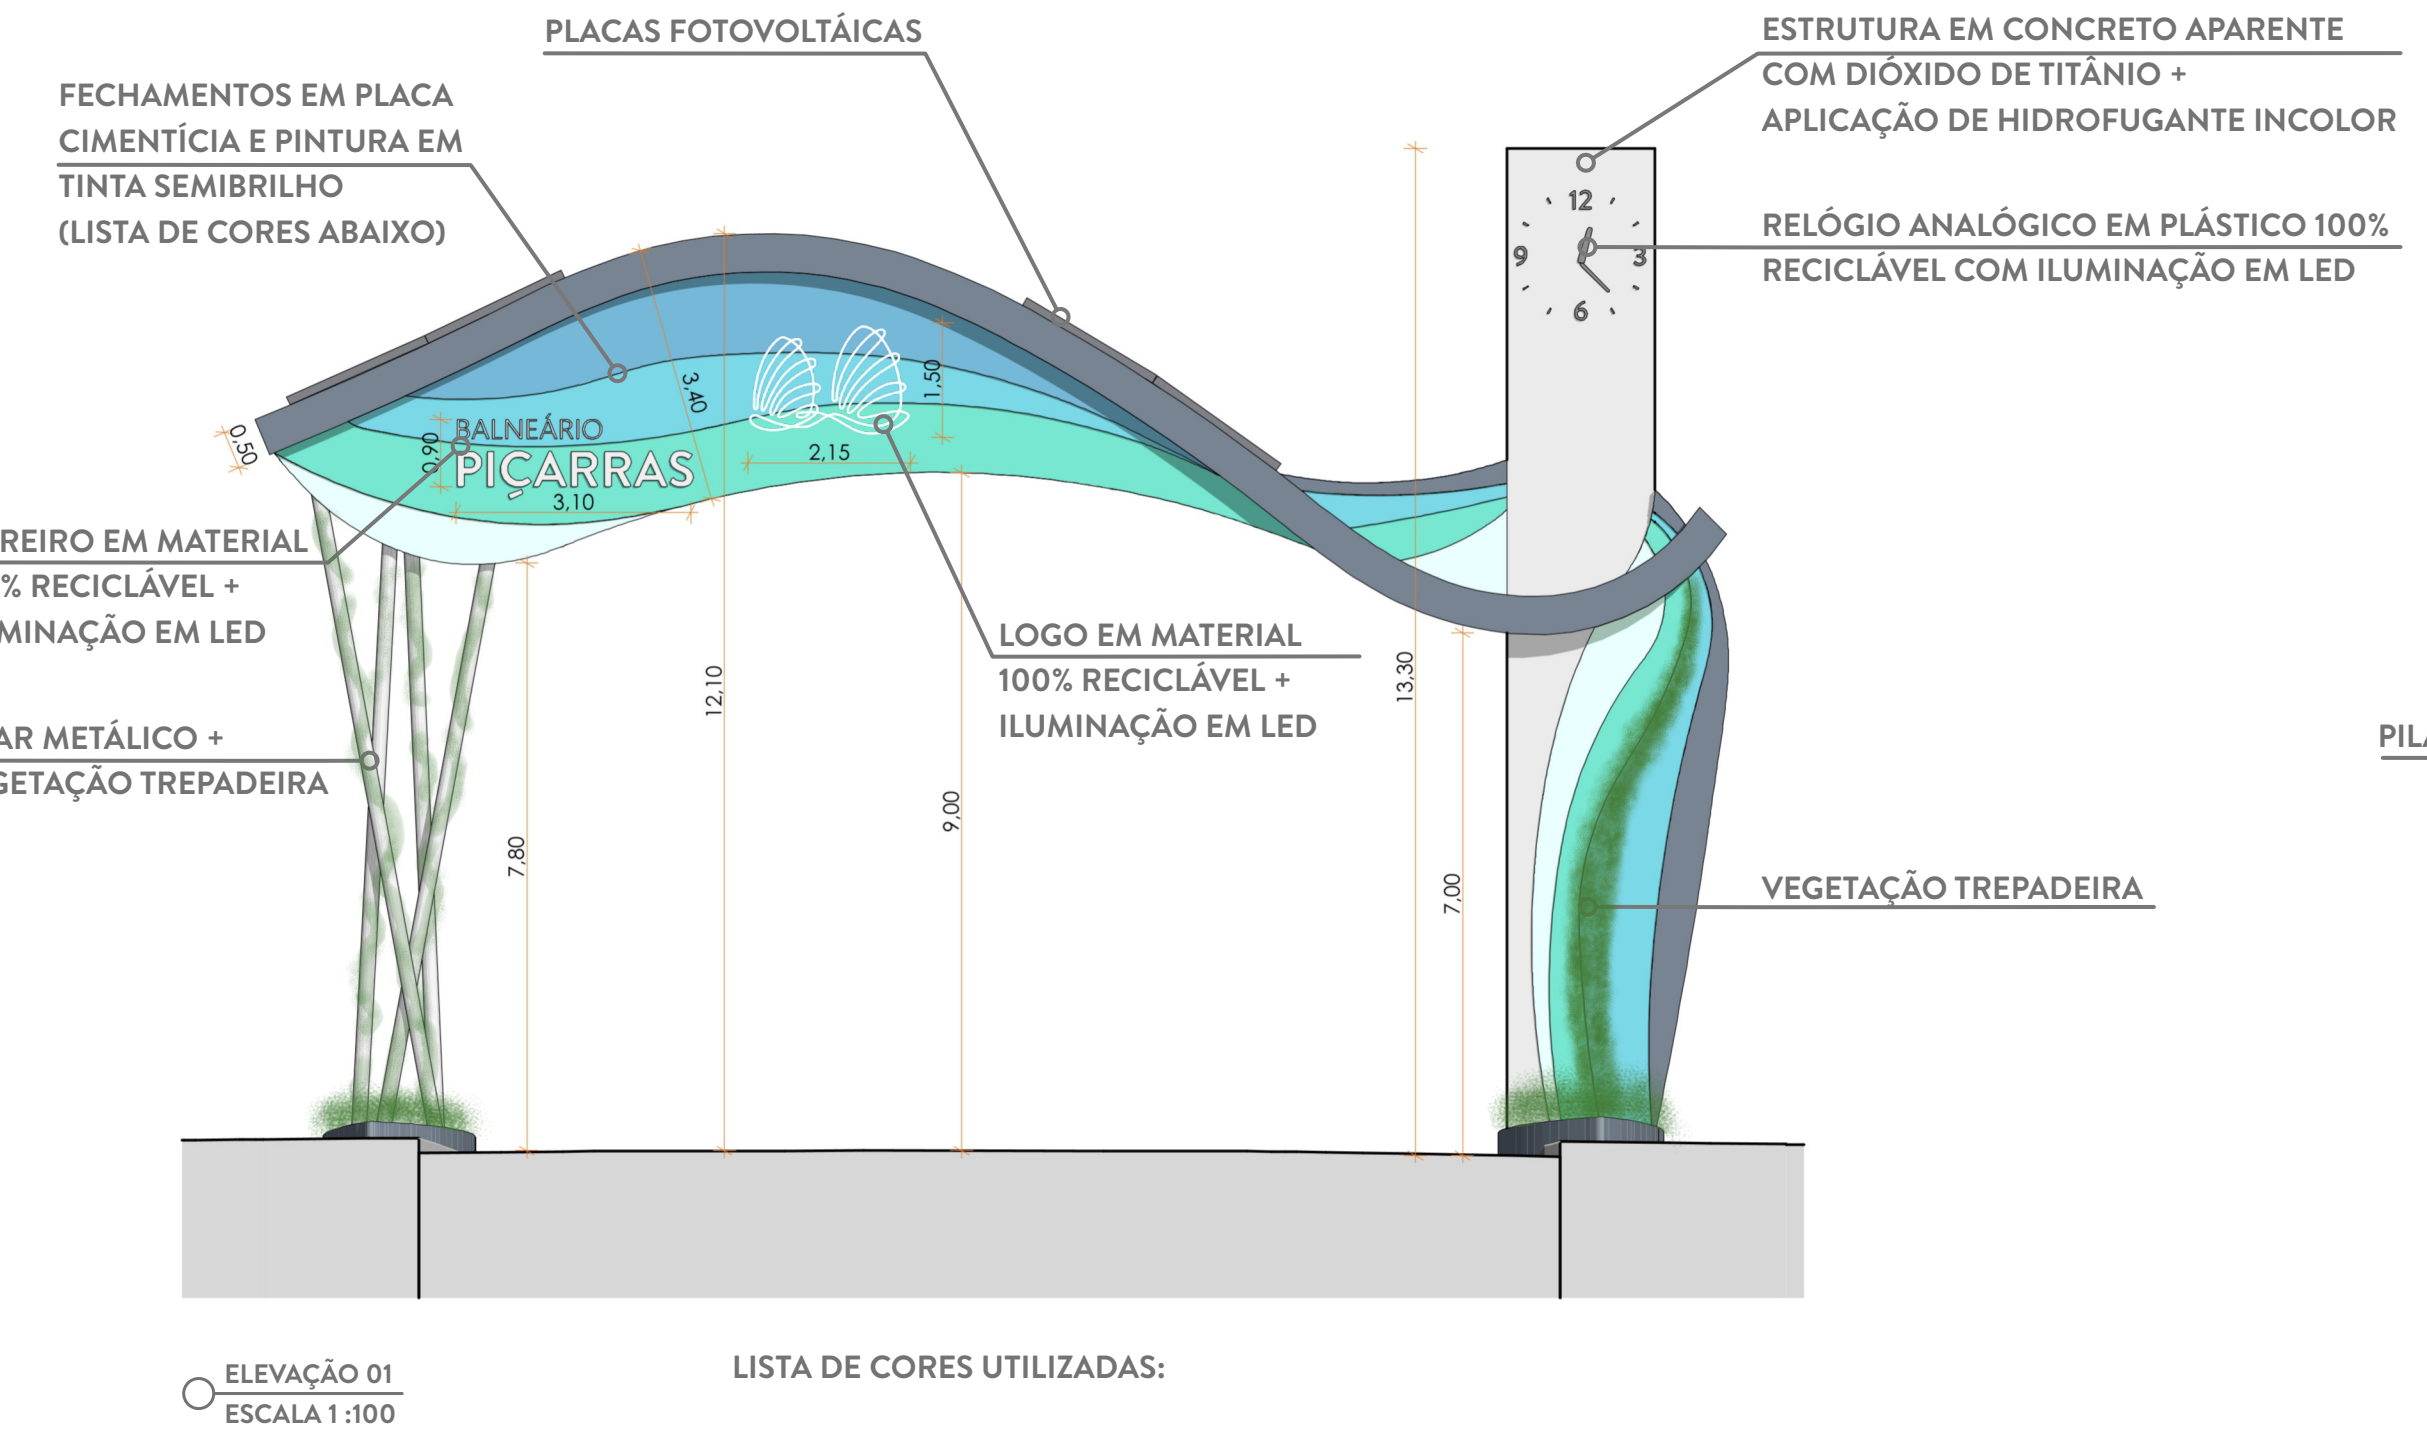 PLACAS FOTOVOLTÁICAS
ESTRUTURA EM CONCRETO APARENTE
COM DIÓXIDO DE TITÂNIO +
APLICAÇÃO DE HIDROFUGANTE INCOLOR
FECHAMENTOS EM PLACA
CIMENTÍCIA E PINTURA EM
TINTA SEMIBRILHO
(LISTA DE CORES ABAIXO)
12
9
3
6
RELÓGIO ANALÓGICO EM PLÁSTICO 100%
RECICLÁVEL COM ILUMINAÇÃO EM LED
3,40
1,50
0,50
0,90
BALNEÁRIO
PIÇARRAS
2,15
3,10
REIRO EM MATERIAL
% RECICLÁVEL +
MINAÇÃO EM LED
LOGO EM MATERIAL
100% RECICLÁVEL +
ILUMINAÇÃO EM LED
12,10
13,30
AR METÁLICO +
GETAÇÃO TREPADEIRA
PILA
7,80
9,00
7,00
VEGETAÇÃO TREPADEIRA
ELEVAÇÃO 01
ESCALA 1 :100
LISTA DE CORES UTILIZADAS: